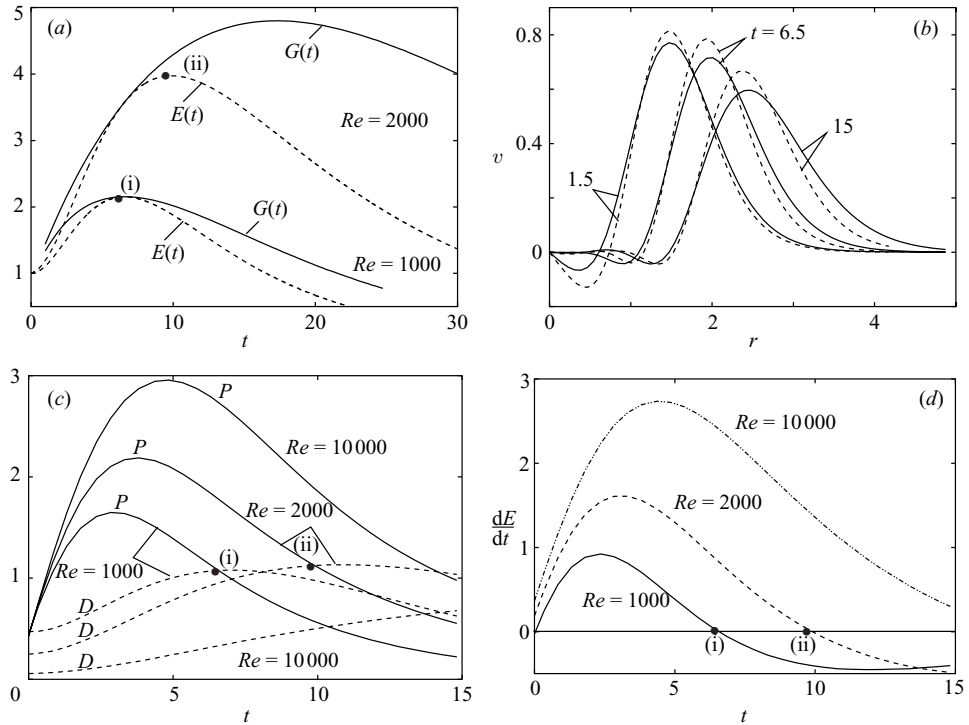 (a)
5
4
3
2
1
0
10
20
30
t
(ii)
G(t)
E(t)
Re = 2000
(i)
G(t)
E(t)
Re = 1000
(b)
0.8
0.4
0
−0.2
v
0
2
4
r
t = 6.5
15
1.5
(c)
3
2
1
0
5
10
15
t
P
Re = 10 000
P
Re = 2000
P
(ii)
(i)
Re = 1000
D
D
D
Re = 10 000
(d)
3
2
1
0
dE
dt
0
5
10
15
t
Re = 10 000
Re = 2000
Re = 1000
(i)
(ii)